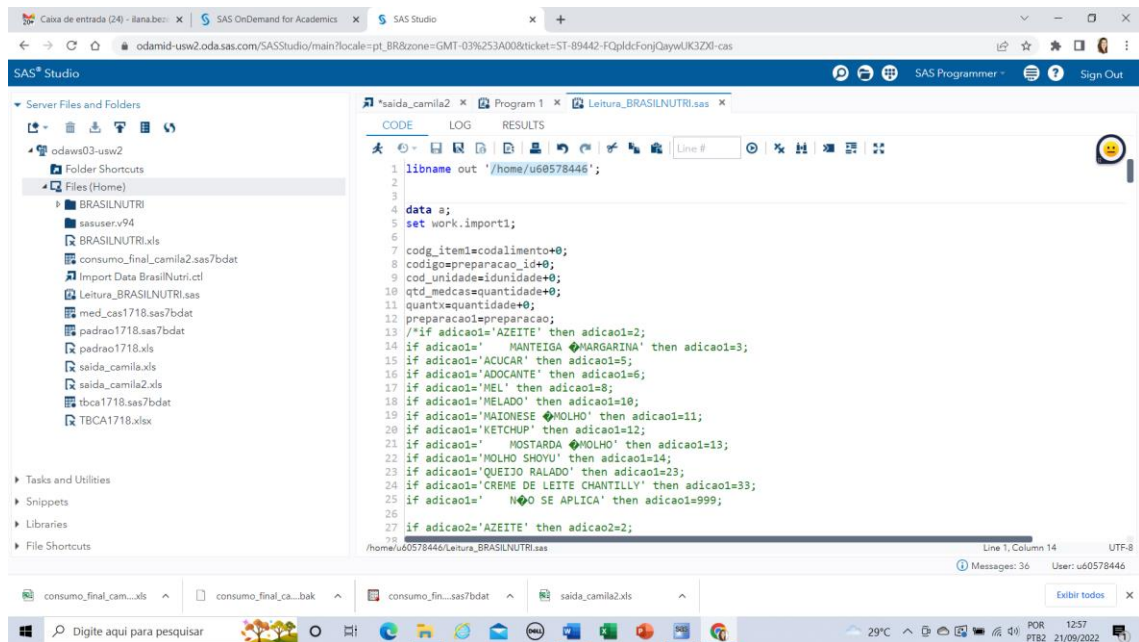 Caixa de entrada (24) - ilana.bez
SAS OnDemand for Academics
SAS Studio
odamid-usw2.oda.sas.com/SASStudio/main?locale=pt_BR&zone=GMT-03%253A00&ticket=ST-89442-FQpldcFonjQaywUK3ZXl-cas
SAS® Studio
SAS Programmer
Sign Out
Server Files and Folders
odaws03-usw2
Folder Shortcuts
Files (Home)
BRASILNUTRI
sasuser.v94
BRASILNUTRI.xls
consumo_final_camila2.sas7bdat
Import Data BrasilNutri.ctl
Leitura_BRASILNUTRI.sas
med_cas1718.sas7bdat
padrao1718.sas7bdat
padrao1718.xls
saida_camila.xls
saida_camila2.xls
tbca1718.sas7bdat
TBCA1718.xlsx
Tasks and Utilities
Snippets
Libraries
File Shortcuts
*saida_camila2
Program 1
Leitura_BRASILNUTRI.sas
CODE LOG RESULTS
Line #
1 libname out '/home/u60578446';
2
3
4 data a;
5 set work.import1;
6
7 codg_item1=codalimento+0;
8 codigo=preparacao_id+0;
9 cod_unidade=idunidade+0;
10 qtd_medcas=quantidade+0;
11 quantx=quantidade+0;
12 preparacao1=preparacao;
13 /*if adicao1='AZEITE' then adicao1=2;
14 if adicao1='    MANTEIGA �MARGARINA' then adicao1=3;
15 if adicao1='ACUCAR' then adicao1=5;
16 if adicao1='ADOCANTE' then adicao1=6;
17 if adicao1='MEL' then adicao1=8;
18 if adicao1='MELADO' then adicao1=10;
19 if adicao1='MAIONESE �MOLHO' then adicao1=11;
20 if adicao1='KETCHUP' then adicao1=12;
21 if adicao1='    MOSTARDA �MOLHO' then adicao1=13;
22 if adicao1='MOLHO SHOYU' then adicao1=14;
23 if adicao1='QUEIJO RALADO' then adicao1=23;
24 if adicao1='CREME DE LEITE CHANTILLY' then adicao1=33;
25 if adicao1='    N�O SE APLICA' then adicao1=999;
26
27 if adicao2='AZEITE' then adicao2=2;
28
/home/u60578446/Leitura_BRASILNUTRI.sas
Line 1, Column 14
UTF-8
Messages: 36
User: u60578446
consumo_final_cam....xls
consumo_final_ca....bak
consumo_fin....sas7bdat
saida_camila2.xls
Exibir todos
Digite aqui para pesquisar
29°C
POR
PTB2
12:57
21/09/2022